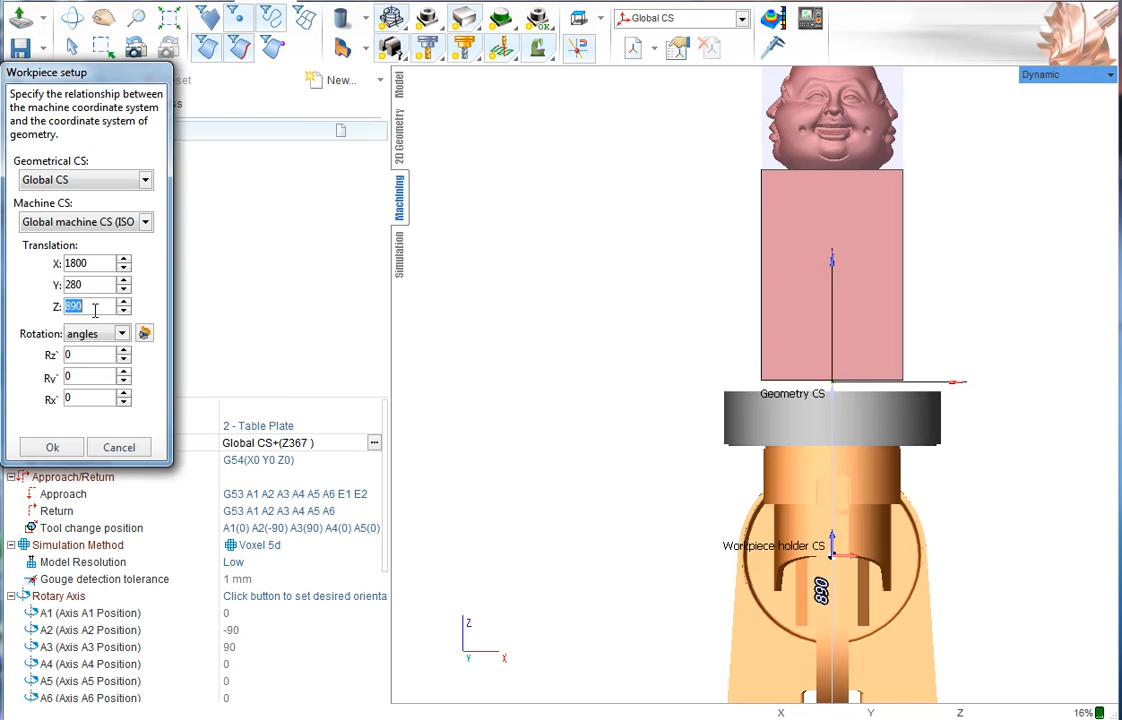 Global CS
Workpiece setup
Specify the relationship between
the machine coordinate system
and the coordinate system of
geometry.
Geometrical CS:
Global CS
Machine CS:
Global machine CS (ISO
Translation:
X: 1800
Y: 280
Z: 890
Rotation: angles
Rz` 0
Ry` 0
Rx` 0
Ok Cancel
set
New...
ss
Model
2D Geometry
Machining
Simulation
Dynamic
OK
Geometry CS
Workpiece holder CS
890
Z
Y X
2 - Table Plate
Global CS+(Z367 )
...
G54(X0 Y0 Z0)
Approach/Return
Approach G53 A1 A2 A3 A4 A5 A6 E1 E2
Return G53 A1 A2 A3 A4 A5 A6
Tool change position A1(0) A2(-90) A3(90) A4(0) A5(0)
Simulation Method Voxel 5d
Model Resolution Low
Gouge detection tolerance 1 mm
Rotary Axis Click button to set desired orienta
A1 (Axis A1 Position) 0
A2 (Axis A2 Position) -90
A3 (Axis A3 Position) 90
A4 (Axis A4 Position) 0
A5 (Axis A5 Position) 0
A6 (Axis A6 Position) 0
X Y Z 16%